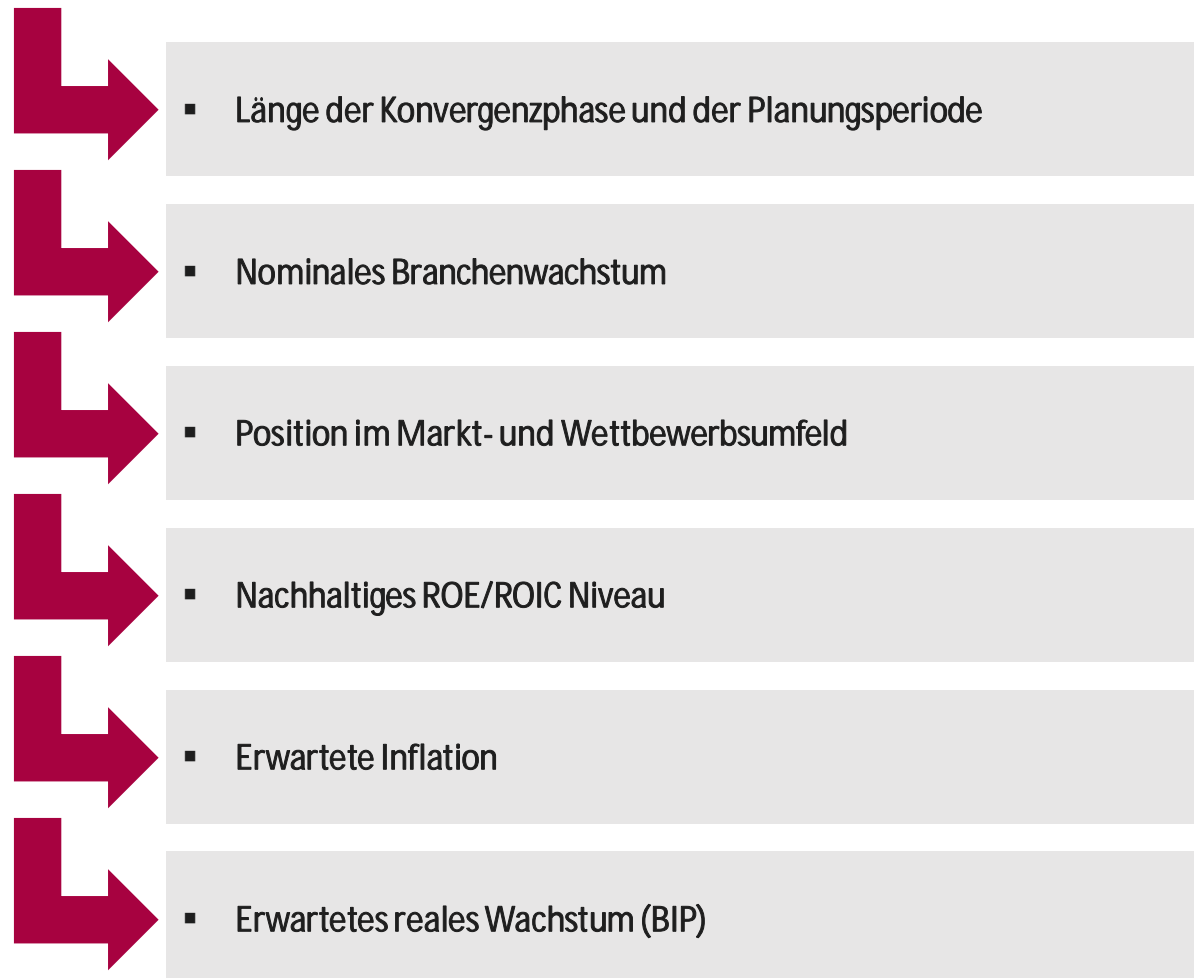 ▪ Länge der Konvergenzphase und der Planungsperiode
▪ Nominales Branchenwachstum
▪ Position im Markt- und Wettbewerbsumfeld
▪ Nachhaltiges ROE/ROIC Niveau
▪ Erwartete Inflation
▪ Erwartetes reales Wachstum (BIP)